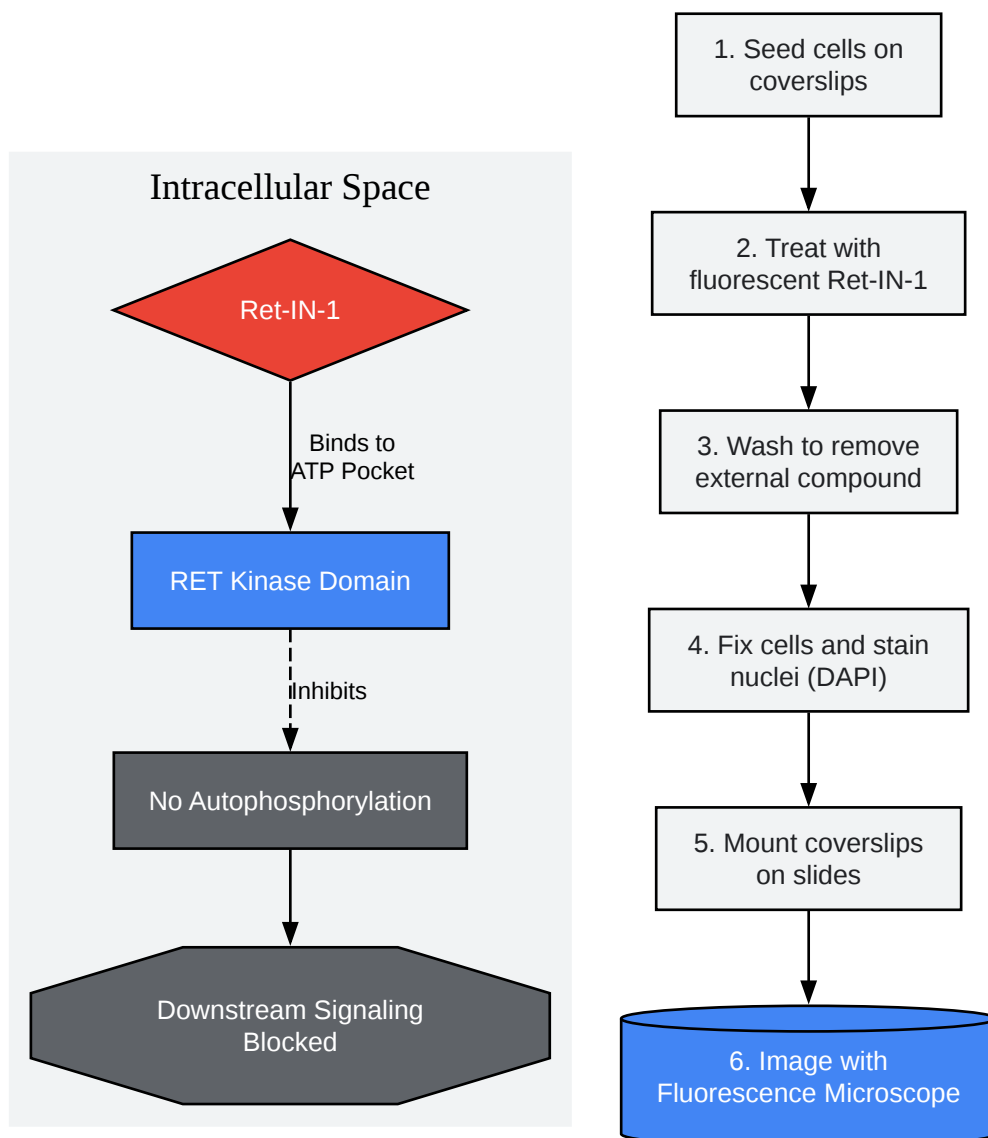 Intracellular Space
Ret-IN-1
Binds to
ATP Pocket
RET Kinase Domain
Inhibits
No Autophosphorylation
Downstream Signaling
Blocked
1. Seed cells on
coverslips
2. Treat with
fluorescent Ret-IN-1
3. Wash to remove
external compound
4. Fix cells and stain
nuclei (DAPI)
5. Mount coverslips
on slides
6. Image with
Fluorescence Microscope